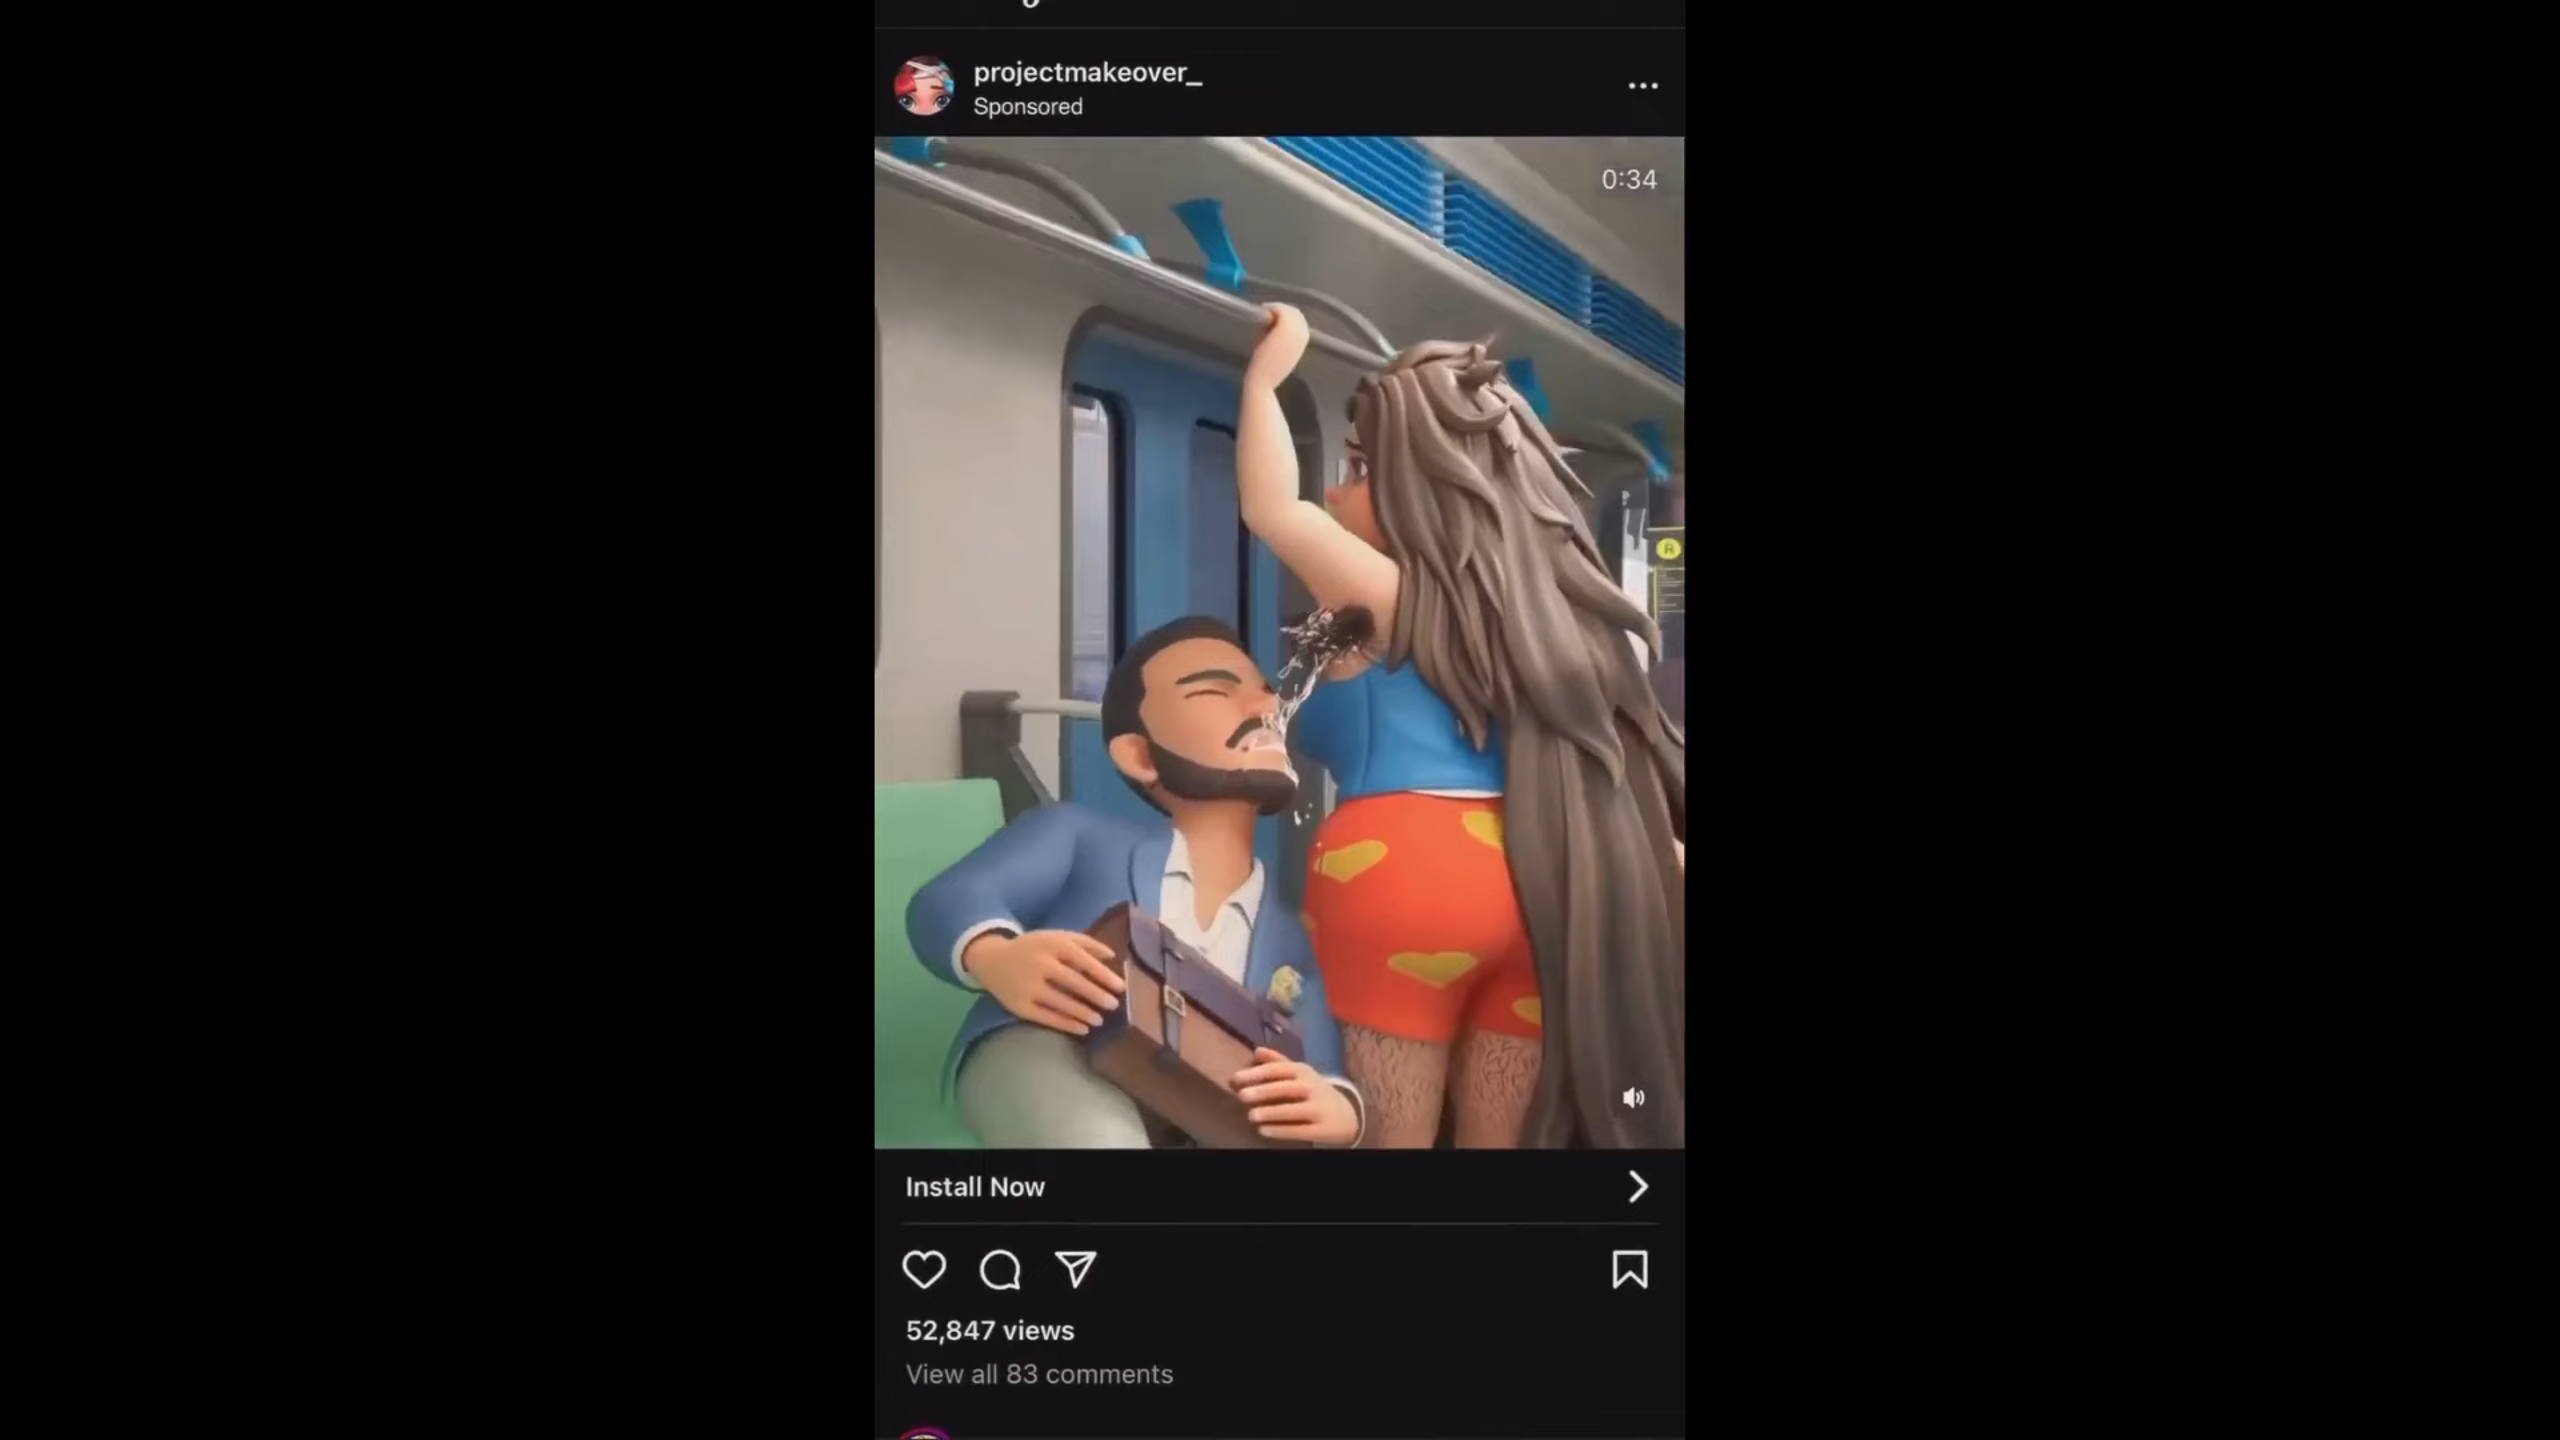 projectmakeover_
Sponsored
0:34
R
Install Now
52,847 views
View all 83 comments